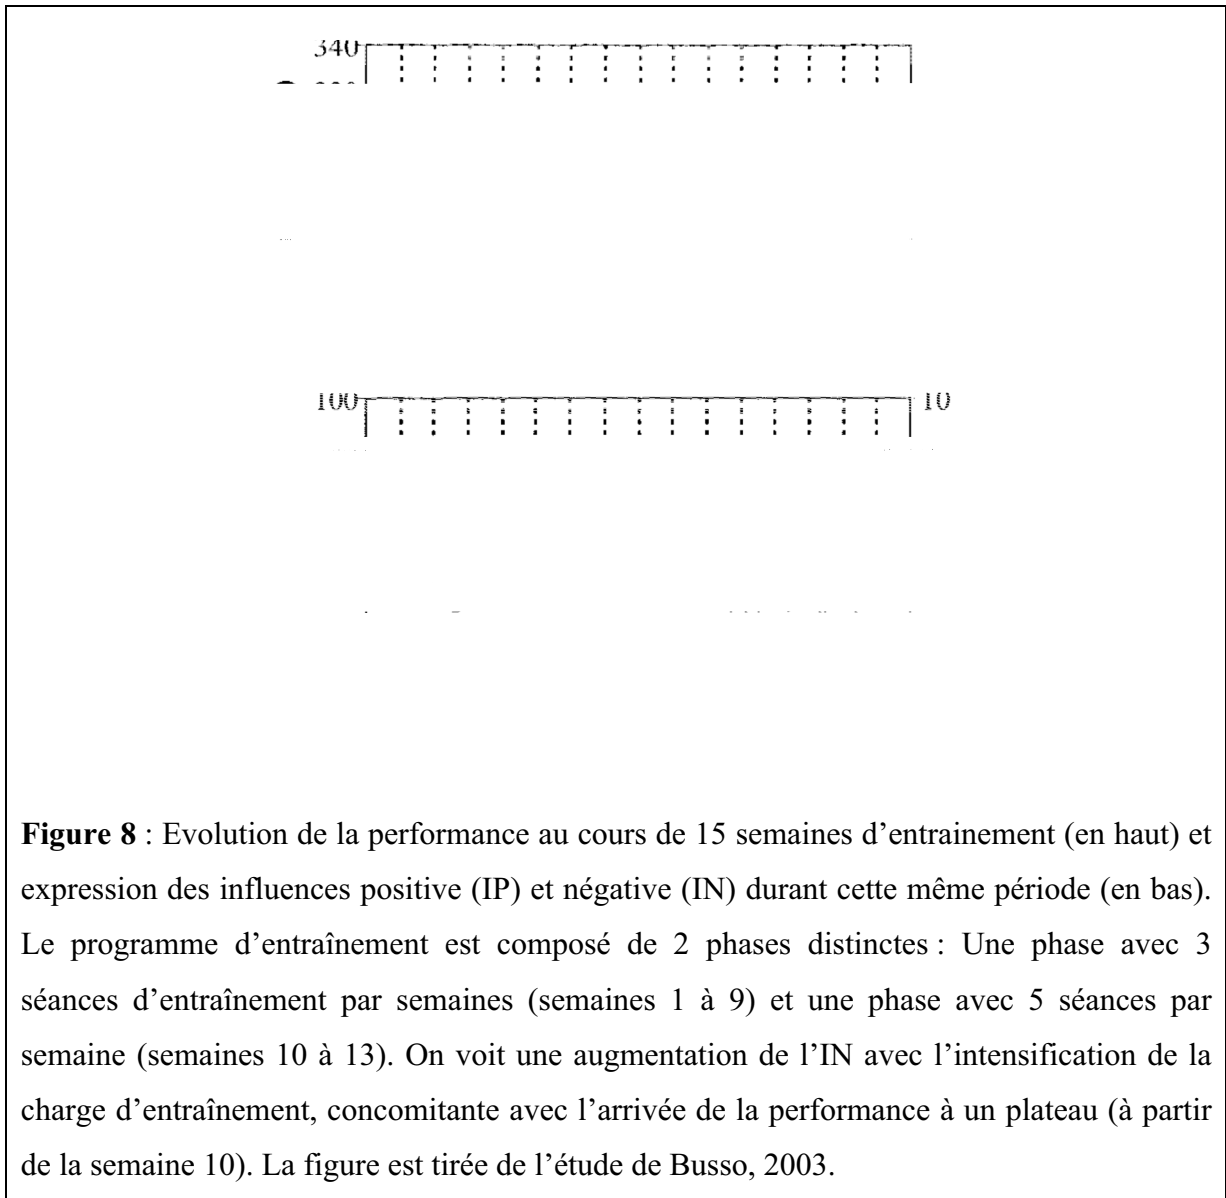 340
100 10
Figure 8 : Evolution de la performance au cours de 15 semaines d’entrainement (en haut) et
expression des influences positive (IP) et négative (IN) durant cette même période (en bas).
Le programme d’entraînement est composé de 2 phases distinctes : Une phase avec 3
séances d’entraînement par semaines (semaines 1 à 9) et une phase avec 5 séances par
semaine (semaines 10 à 13). On voit une augmentation de l’IN avec l’intensification de la
charge d’entraînement, concomitante avec l’arrivée de la performance à un plateau (à partir
de la semaine 10). La figure est tirée de l’étude de Busso, 2003.